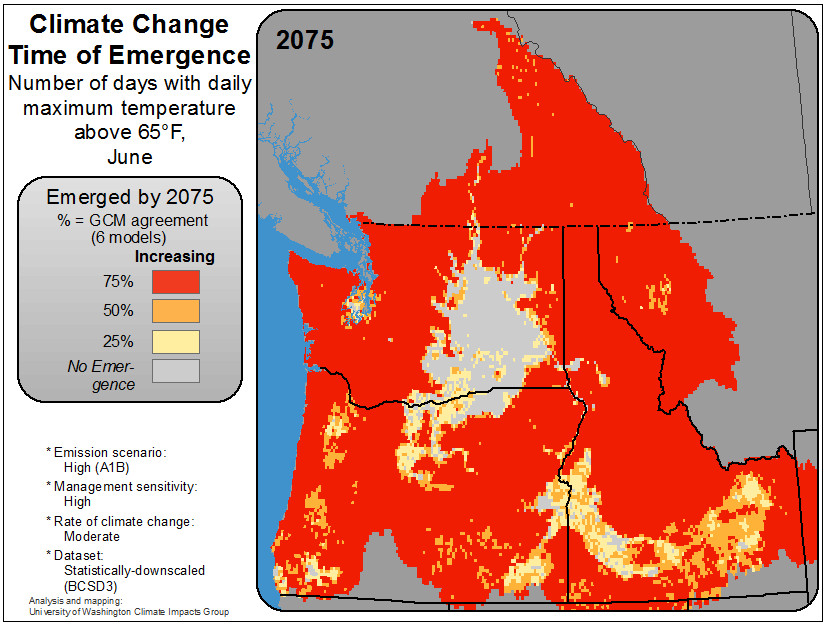 Climate Change
Time of Emergence
Number of days with daily
maximum temperature
above 65°F,
June
2075
Emerged by 2075
% = GCM agreement
(6 models)
Increasing
75%
50%
25%
No Emer-
gence
* Emission scenario:
High (A1B)
* Management sensitivity:
High
* Rate of climate change:
Moderate
* Dataset:
Statistically-downscaled
(BCSD3)
Analysis and mapping:
University of Washington Climate Impacts Group